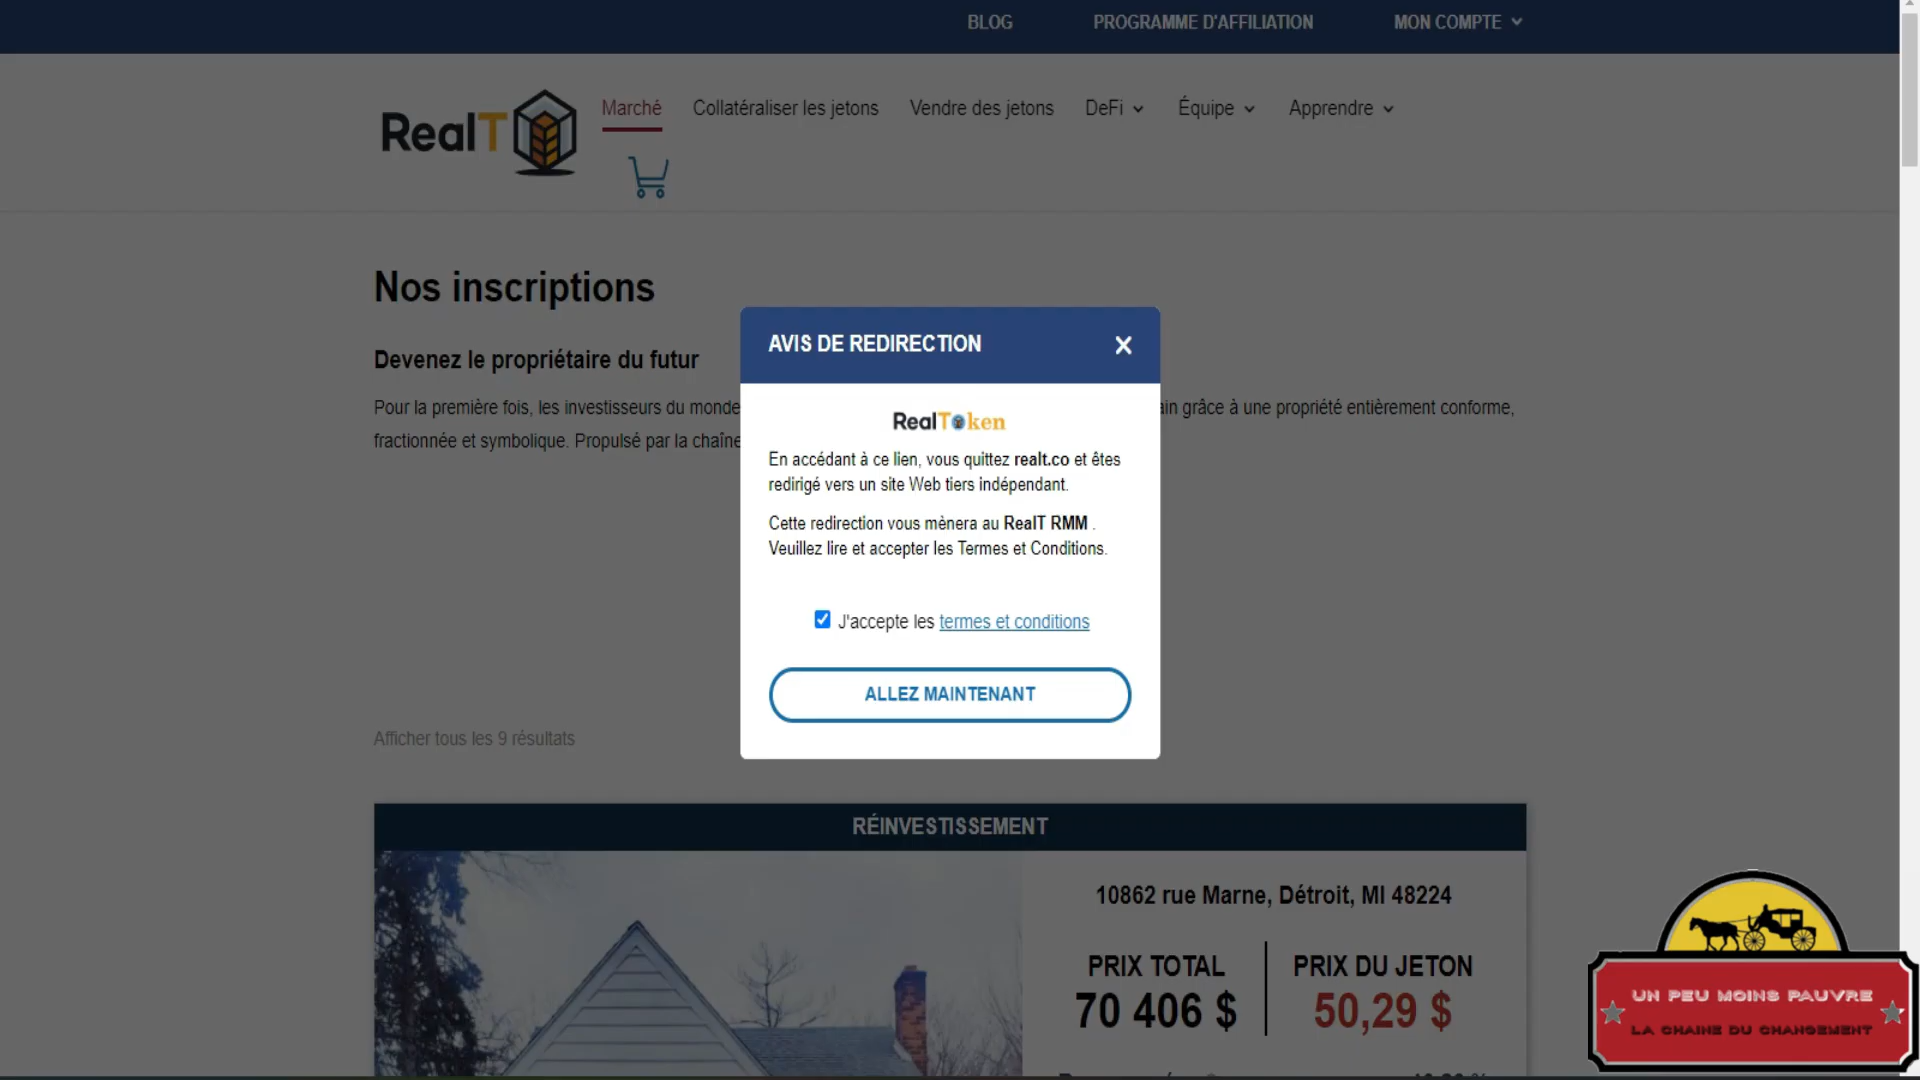 BLOG
PROGRAMME D'AFFILIATION
MON COMPTE
RealT
Marché
Collatéraliser les jetons
Vendre des jetons
DeFi
Équipe
Apprendre
Nos inscriptions
Devenez le propriétaire du futur
Pour la première fois, les investisseurs du monde
ain grâce à une propriété entièrement conforme,
fractionnée et symbolique. Propulsé par la chaîne
AVIS DE REDIRECTION
RealToken
En accédant à ce lien, vous quittez realt.co et êtes
redirigé vers un site Web tiers indépendant.
Cette redirection vous mènera au RealT RMM .
Veuillez lire et accepter les Termes et Conditions.
J'accepte les termes et conditions
ALLEZ MAINTENANT
Afficher tous les 9 résultats
RÉINVESTISSEMENT
10862 rue Marne, Détroit, MI 48224
PRIX TOTAL
70 406 $
PRIX DU JETON
50,29 $
UN PEU MOINS PAUVRE
LA CHAINE DU CHANGEMENT